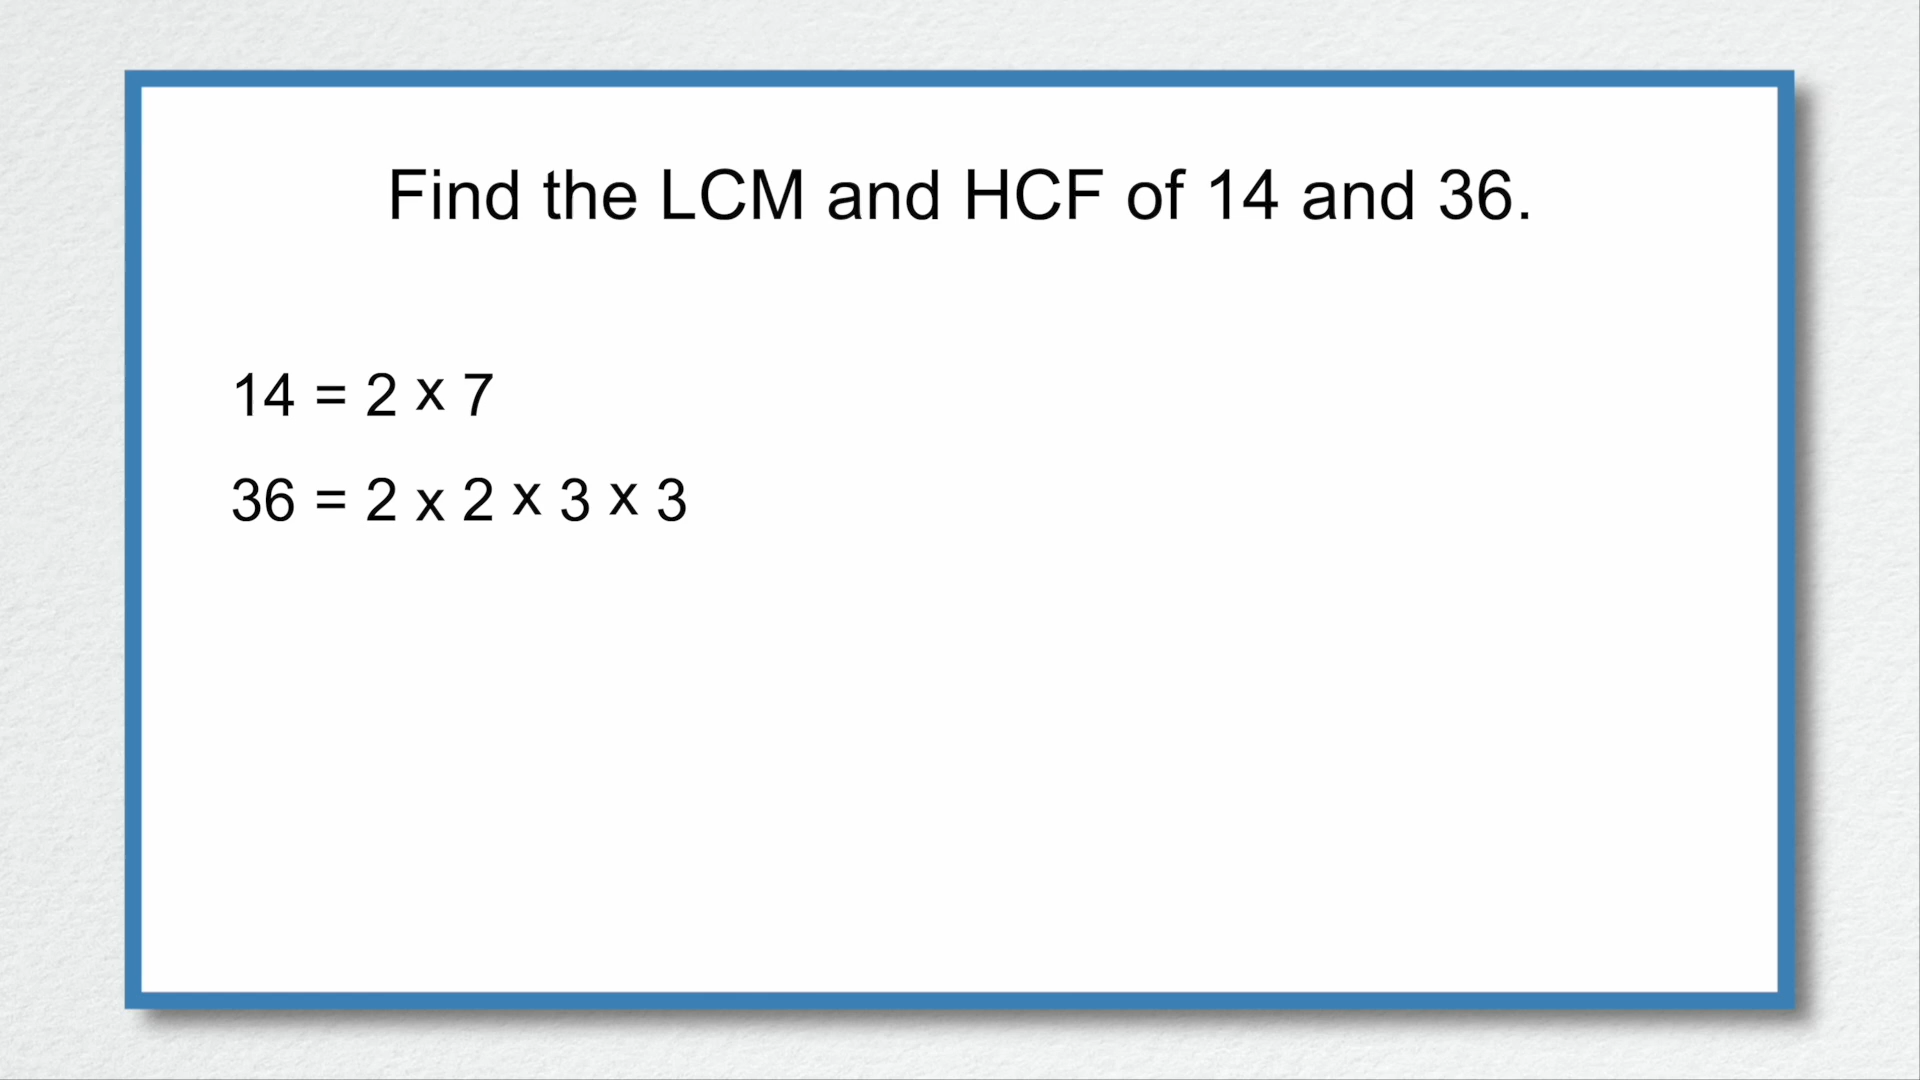 Find the LCM and HCF of 14 and 36.
14 = 2 x 7
36 = 2 x 2 x 3 x 3